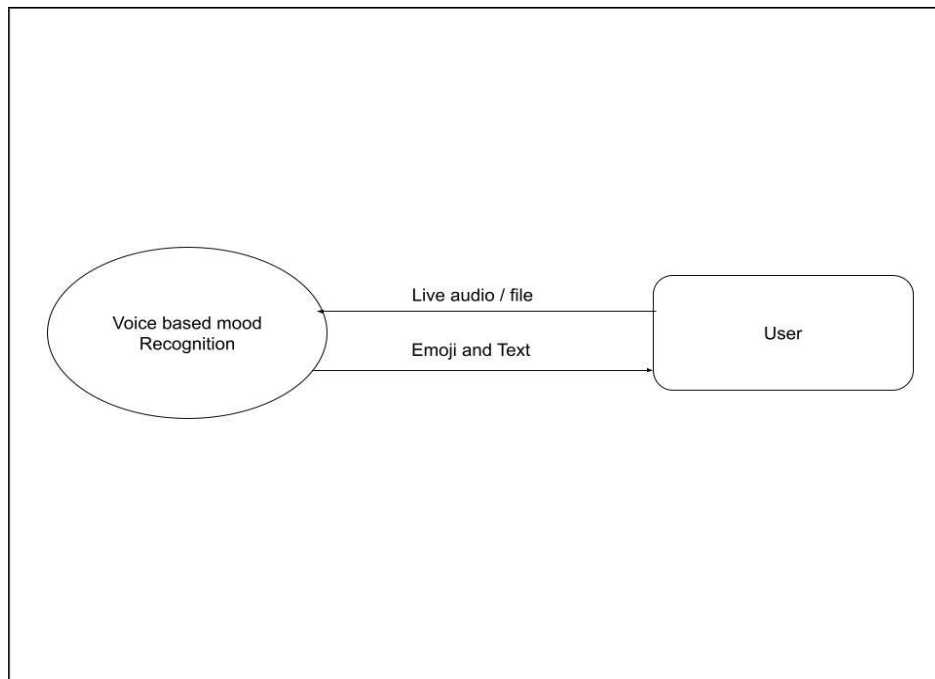 Voice based mood
Recognition
Live audio / file
Emoji and Text
User